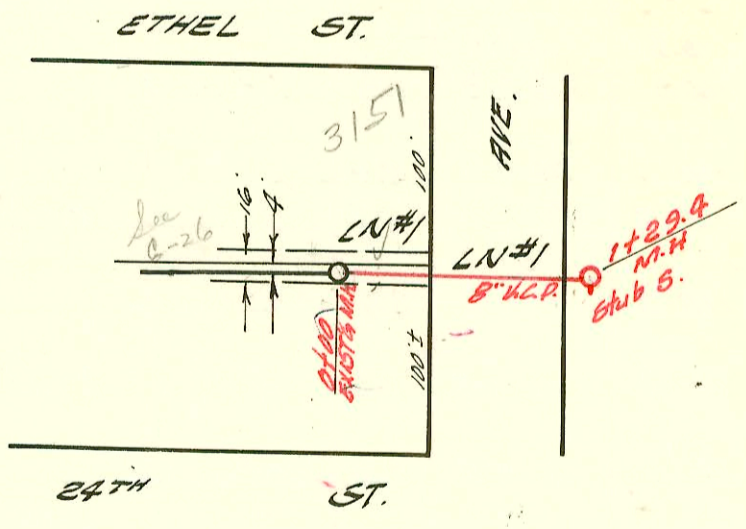 ETHEL ST.
3151
AVE.
100'
16'
4'
See
C-26
LN#1
LN#1
1+29.4
M.H
Stub S.
8" V.C.P.
0+00
EXIST'G M.H.
100'±
24TH ST.